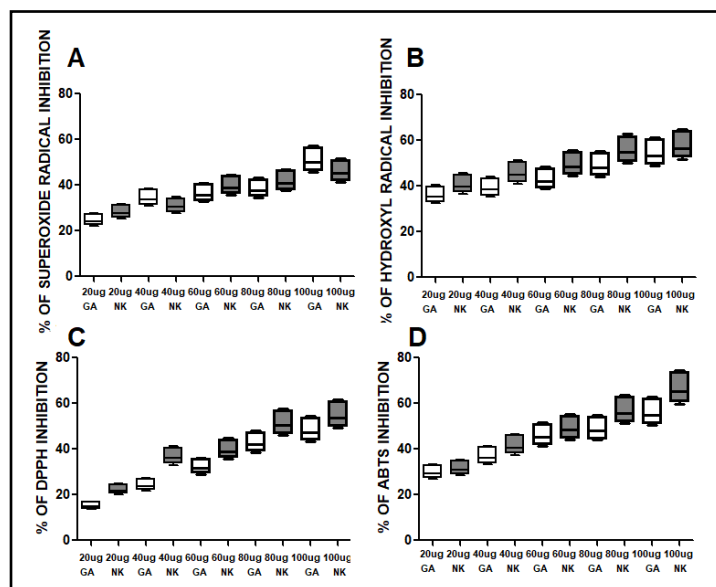 A
% OF SUPEROXIDE RADICAL INHIBITION
80
60
40
20
0
20ug 20ug 40ug 40ug 60ug 60ug 80ug 80ug 100ug 100ug
GA NK GA NK GA NK GA NK GA NK
B
% OF HYDROXYL RADICAL INHIBITION
80
60
40
20
0
20ug 20ug 40ug 40ug 60ug 60ug 80ug 80ug 100ug 100ug
GA NK GA NK GA NK GA NK GA NK
C
% OF DPPH INHIBITION
80
60
40
20
0
20ug 20ug 40ug 40ug 60ug 60ug 80ug 80ug 100ug 100ug
GA NK GA NK GA NK GA NK GA NK
D
% OF ABTS INHIBITION
80
60
40
20
0
20ug 20ug 40ug 40ug 60ug 60ug 80ug 80ug 100ug 100ug
GA NK GA NK GA NK GA NK GA NK